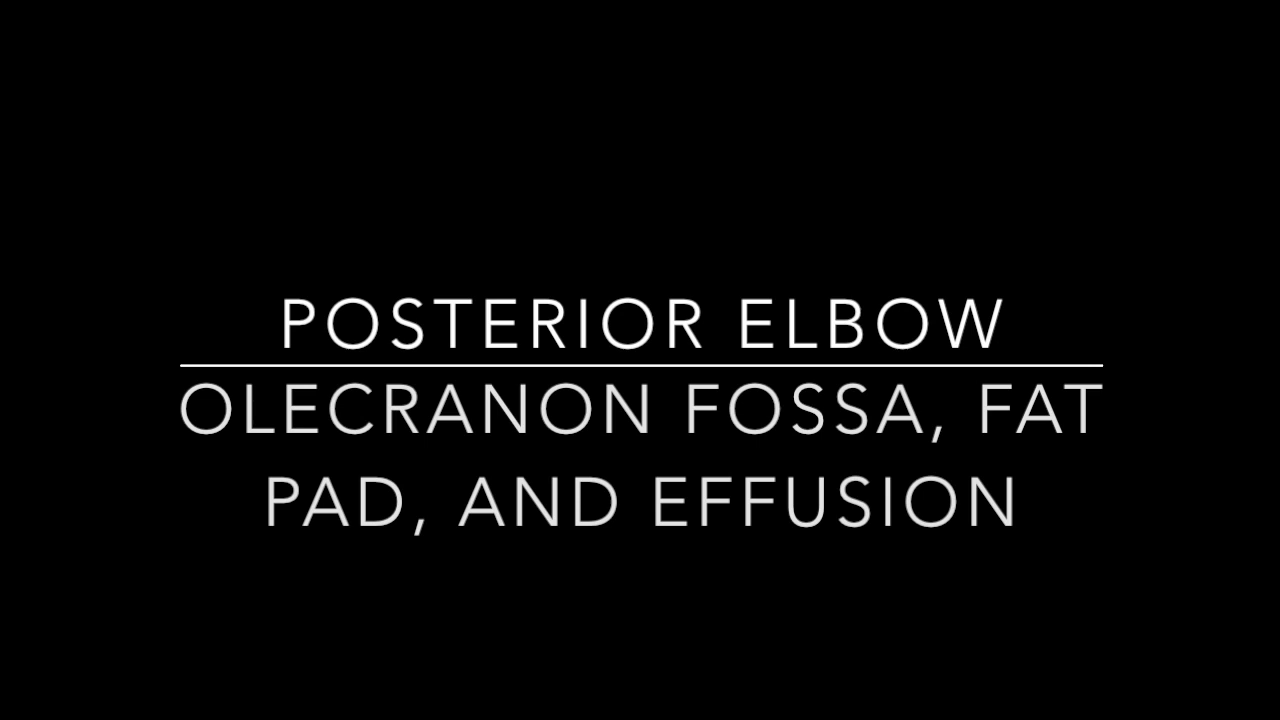 POSTERIOR ELBOW
OLECRANON FOSSA, FAT
PAD, AND EFFUSION